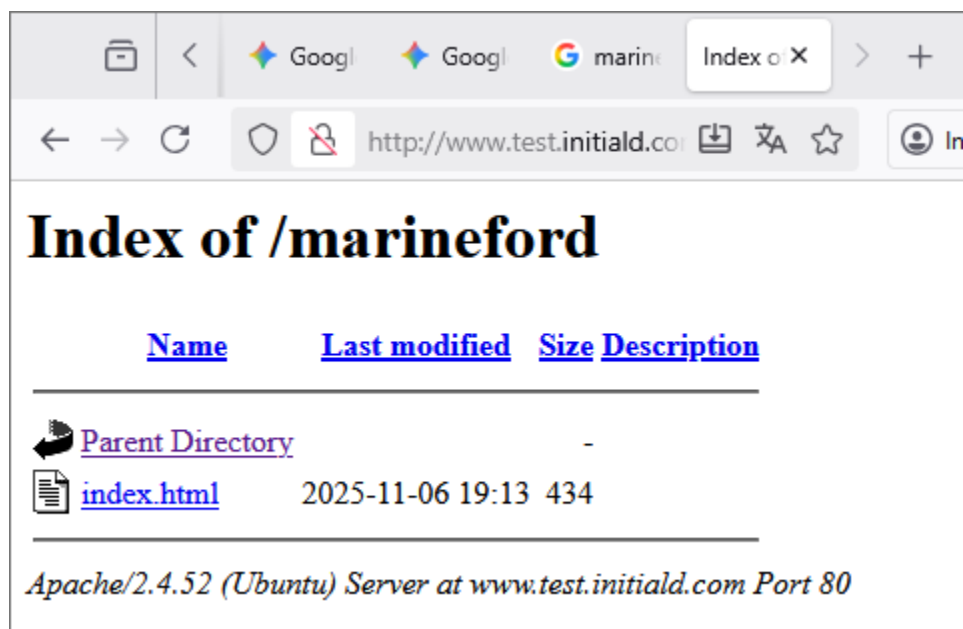 Googl
Googl
marine
Index of
http://www.test.initiald.co
In
Index of /marineford
Name Last modified Size Description
Parent Directory -
index.html 2025-11-06 19:13 434
Apache/2.4.52 (Ubuntu) Server at www.test.initiald.com Port 80